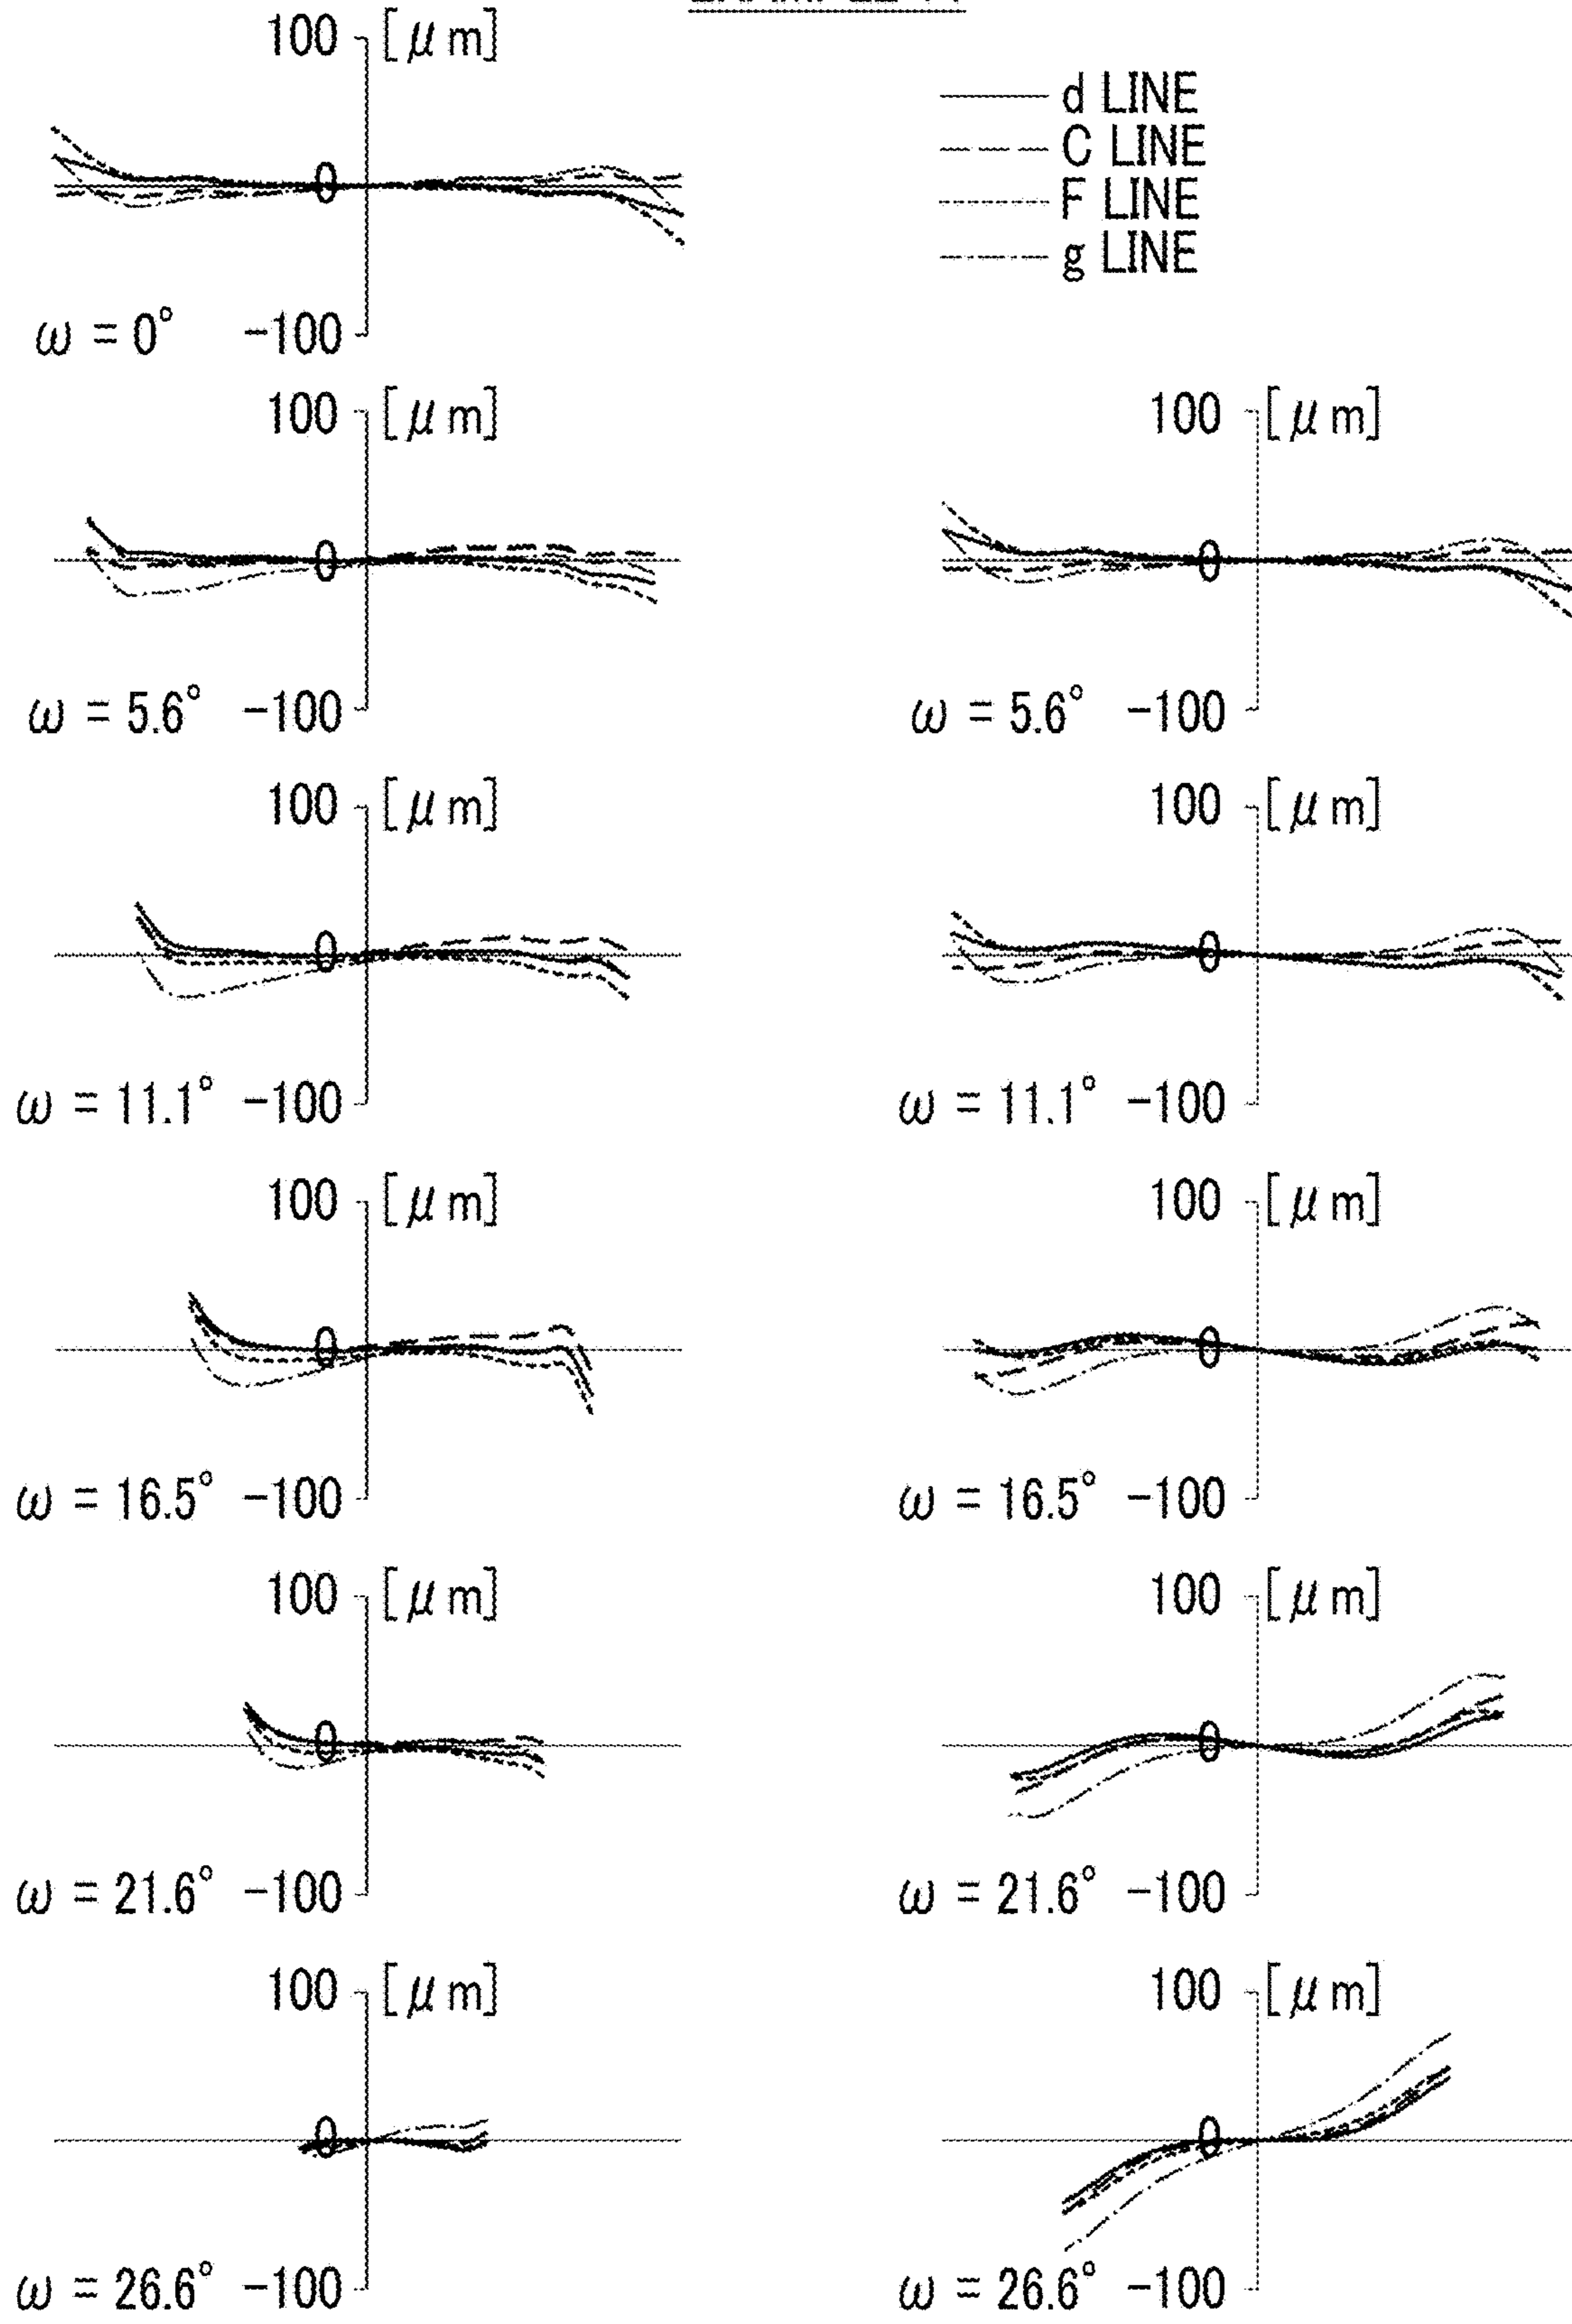 100 [μm]
d LINE
C LINE
F LINE
g LINE
0
ω = 0° -100
100 [μm] 100 [μm]
0 0
ω = 5.6° -100 ω = 5.6° -100
100 [μm] 100 [μm]
0 0
ω = 11.1° -100 ω = 11.1° -100
100 [μm] 100 [μm]
0 0
ω = 16.5° -100 ω = 16.5° -100
100 [μm] 100 [μm]
0 0
ω = 21.6° -100 ω = 21.6° -100
100 [μm] 100 [μm]
0 0
ω = 26.6° -100 ω = 26.6° -100